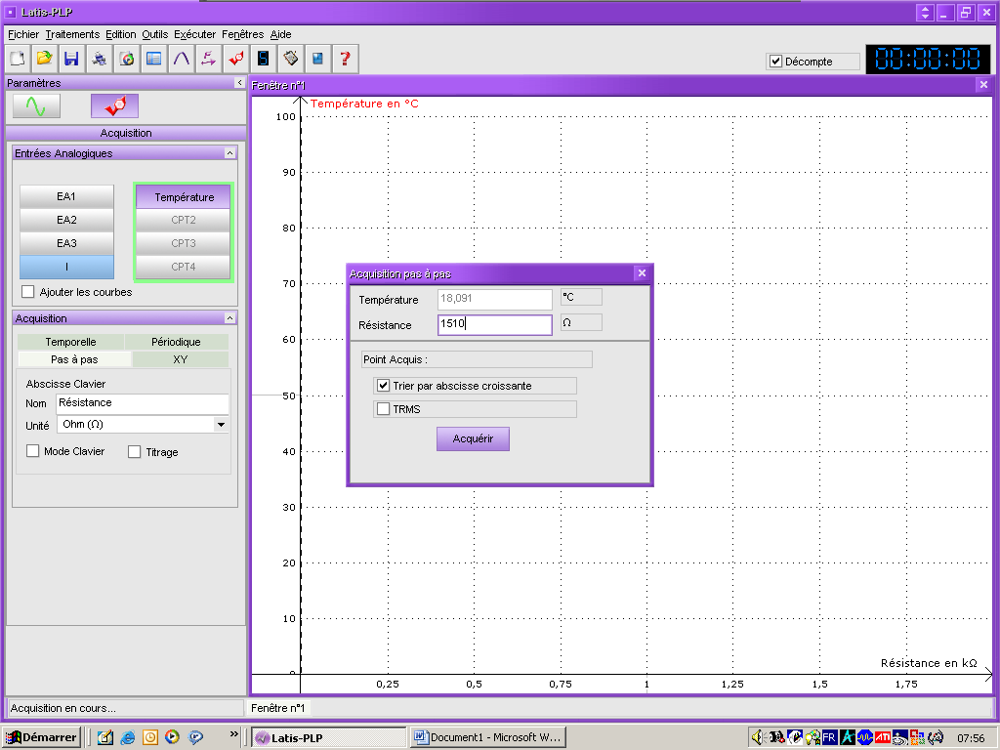 Latis-PLP
Fichier Traitements Edition Outils Exécuter Fenêtres Aide
Décompte
00:00:00
Paramètres
Acquisition
Entrées Analogiques
EA1
EA2
EA3
I
Température
CPT2
CPT3
CPT4
Ajouter les courbes
Acquisition
Temporelle Périodique
Pas à pas XY
Abscisse Clavier
Nom Résistance
Unité Ohm (Ω)
Mode Clavier Titrage
Acquisition en cours...
Fenêtre n°1
Température en °C
100
90
80
70
60
50
40
30
20
10
0
0,25 0,5 0,75 1 1,25 1,5 1,75
Résistance en kΩ
Acquisition pas à pas
Température 18,091 °C
Résistance 1510 Ω
Point Acquis :
Trier par abscisse croissante
TRMS
Acquérir
Fenêtre n°1
Démarrer
Latis-PLP
Document1 - Microsoft W...
FR
ATI
07:56